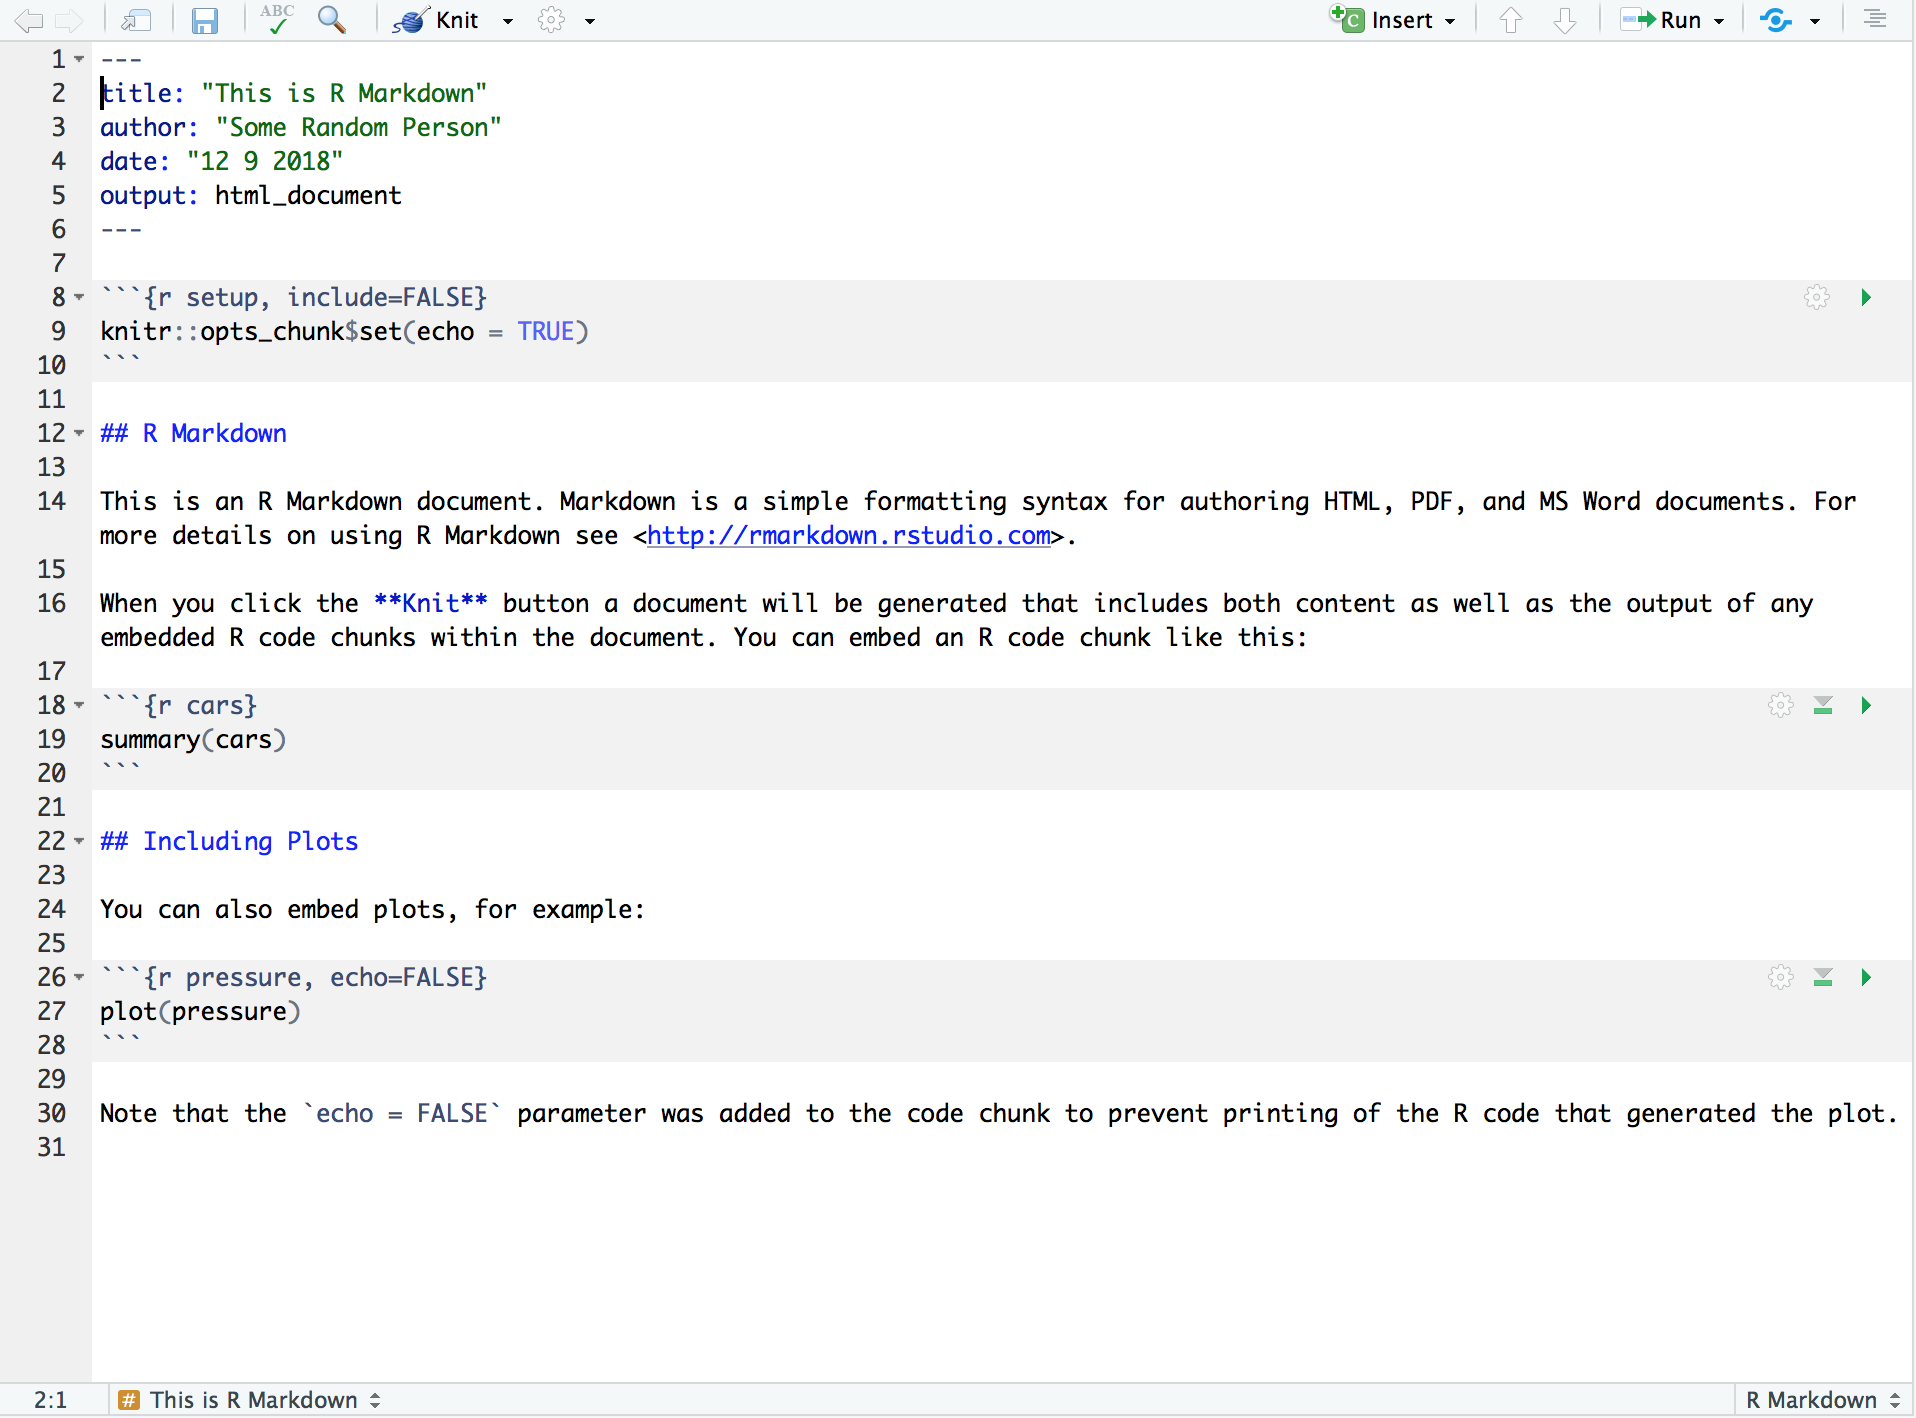 ABC Knit Insert Run
1 ---
2 title: "This is R Markdown"
3 author: "Some Random Person"
4 date: "12 9 2018"
5 output: html_document
6 ---
7
8 ```{r setup, include=FALSE}
9 knitr::opts_chunk$set(echo = TRUE)
10 ```
11
12 ## R Markdown
13
14 This is an R Markdown document. Markdown is a simple formatting syntax for authoring HTML, PDF, and MS Word documents. For
more details on using R Markdown see <http://rmarkdown.rstudio.com>.
15
16 When you click the **Knit** button a document will be generated that includes both content as well as the output of any
embedded R code chunks within the document. You can embed an R code chunk like this:
17
18 ```{r cars}
19 summary(cars)
20 ```
21
22 ## Including Plots
23
24 You can also embed plots, for example:
25
26 ```{r pressure, echo=FALSE}
27 plot(pressure)
28 ```
29
30 Note that the `echo = FALSE` parameter was added to the code chunk to prevent printing of the R code that generated the plot.
31
2:1 # This is R Markdown R Markdown